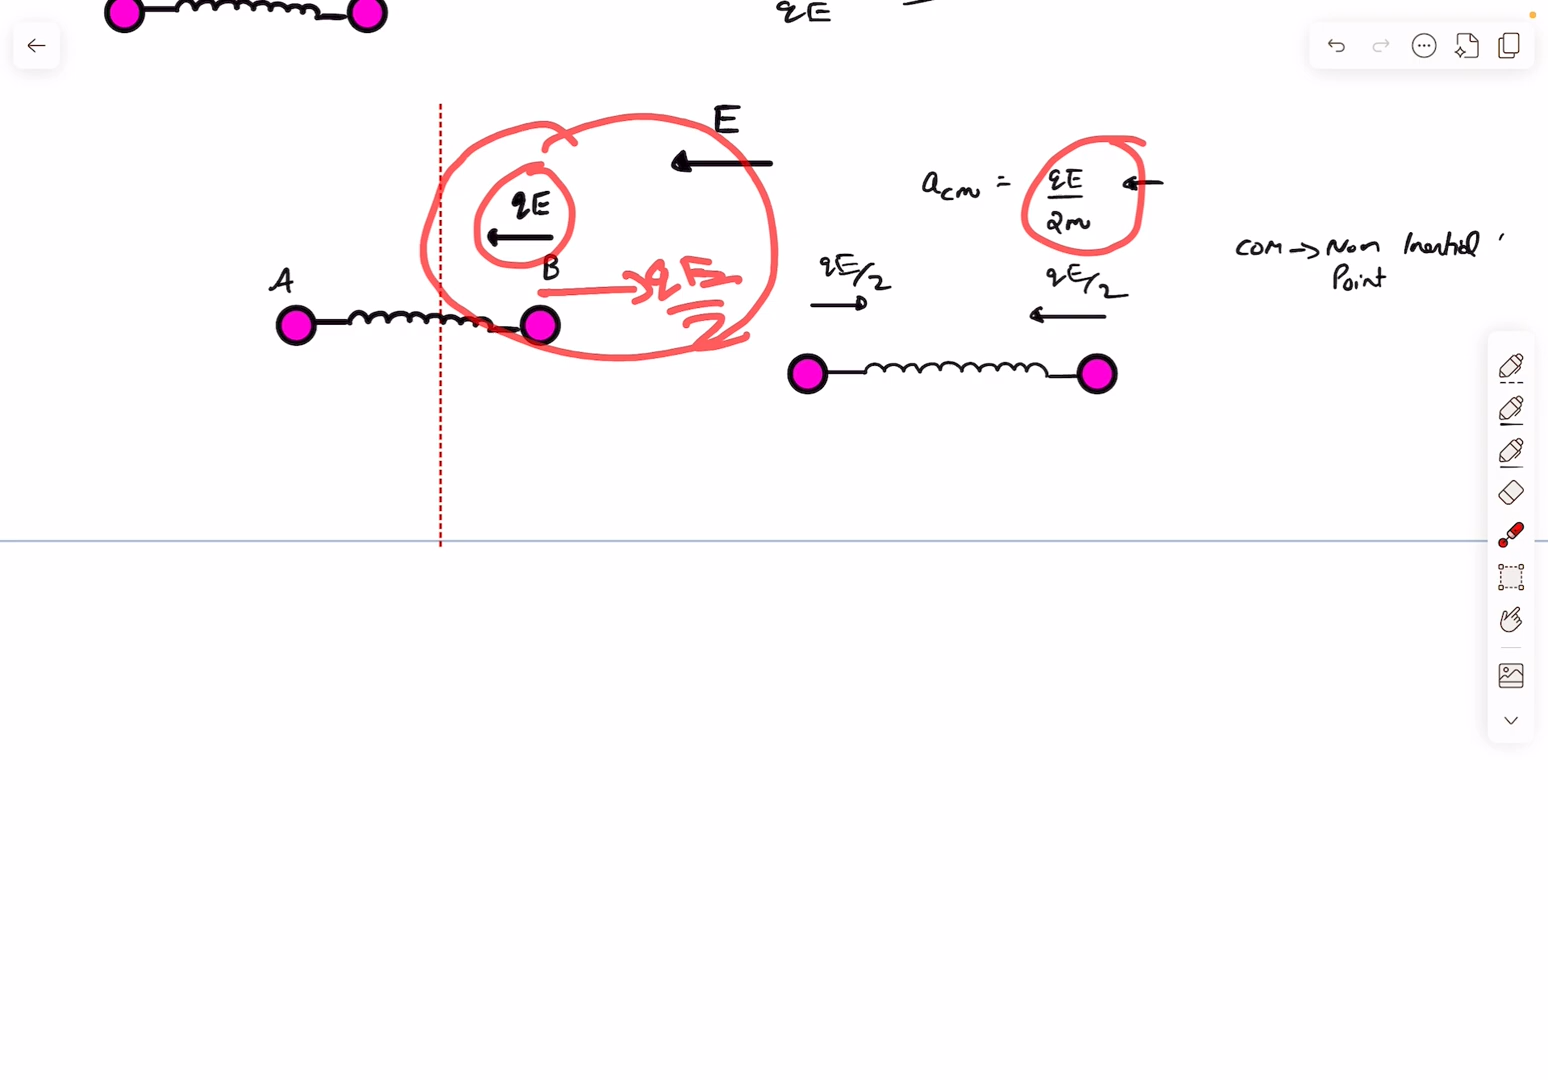 qE
E
qE
B
A
qE
2
a_cm = qE
2m
COM → Non Inertial
Point
qE/2
qE/2